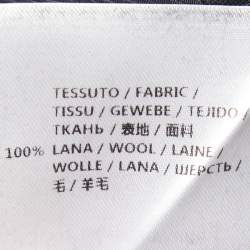 TESSUTO / FABRIC /
TISSU / GEWEBE / TEJIDO /
ТКАНЬ / 表地 / 面料
100% LANA / WOOL / LAINE /
WOLLE / LANA / ШЕРСТЬ /
毛 / 羊毛